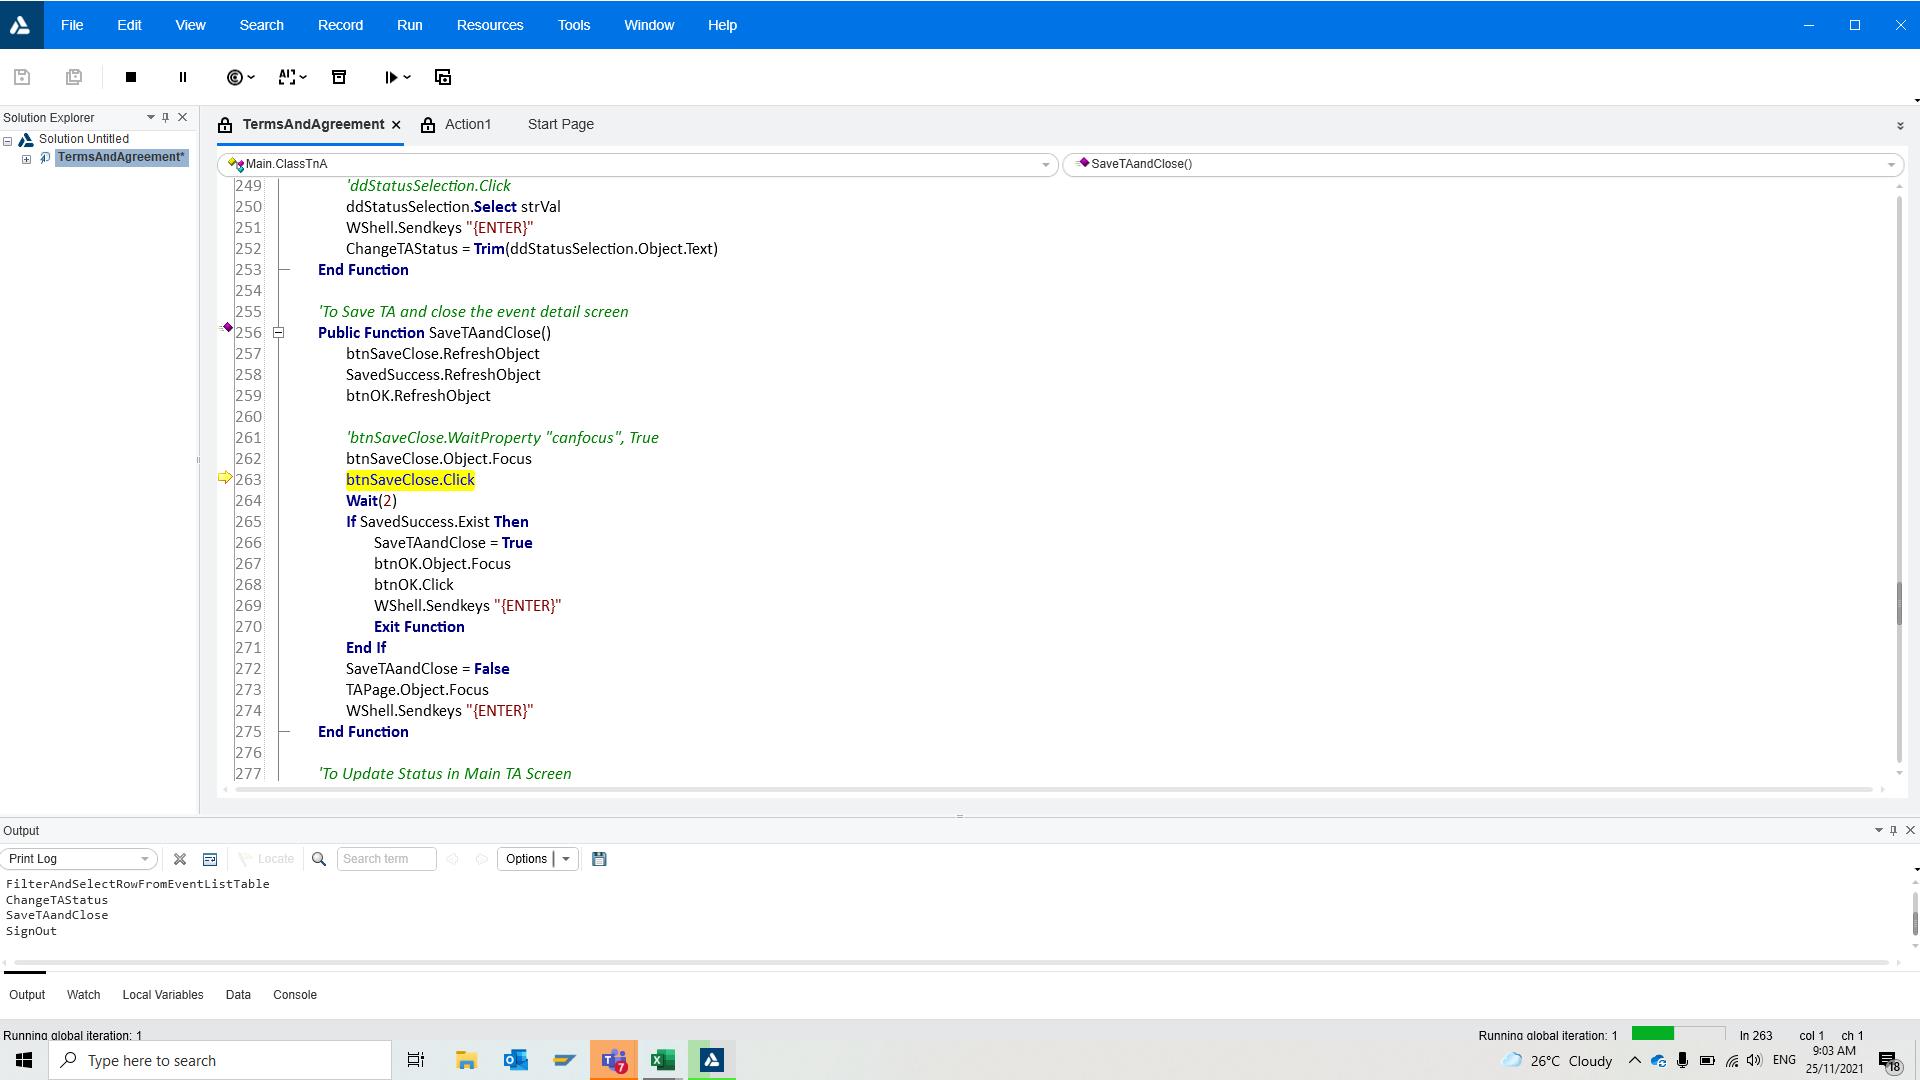 File Edit View Search Record Run Resources Tools Window Help
Solution Explorer
Solution Untitled
TermsAndAgreement*
TermsAndAgreement Action1 Start Page
Main.ClassTnA SaveTAandClose()
249 'ddStatusSelection.Click
250 ddStatusSelection.Select strVal
251 WShell.Sendkeys "{ENTER}"
252 ChangeTAStatus = Trim(ddStatusSelection.Object.Text)
253 End Function
254
255 'To Save TA and close the event detail screen
256 Public Function SaveTAandClose()
257 btnSaveClose.RefreshObject
258 SavedSuccess.RefreshObject
259 btnOK.RefreshObject
260
261 'btnSaveClose.WaitProperty "canfocus", True
262 btnSaveClose.Object.Focus
263 btnSaveClose.Click
264 Wait(2)
265 If SavedSuccess.Exist Then
266 SaveTAandClose = True
267 btnOK.Object.Focus
268 btnOK.Click
269 WShell.Sendkeys "{ENTER}"
270 Exit Function
271 End If
272 SaveTAandClose = False
273 TAPage.Object.Focus
274 WShell.Sendkeys "{ENTER}"
275 End Function
276
277 'To Update Status in Main TA Screen
Output
Print Log Locate Search term Options
FilterAndSelectRowFromEventListTable
ChangeTAStatus
SaveTAandClose
SignOut
Output Watch Local Variables Data Console
Running global iteration: 1 Running global iteration: 1 ln 263 col 1 ch 1
Type here to search 7 26°C Cloudy ENG 9:03 AM 18
25/11/2021